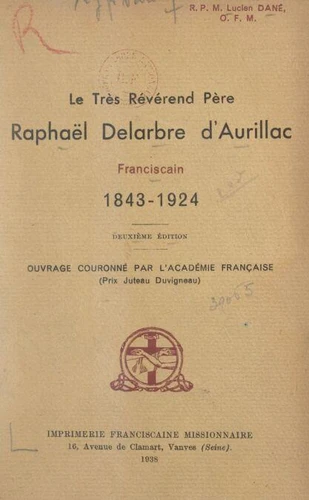 R
R. P. M. Lucien DANÉ,
O. F. M.
Le Très Révérend Père
Raphaël Delarbre d'Aurillac
Franciscain
1843-1924
DEUXIÈME ÉDITION
OUVRAGE COURONNÉ PAR L'ACADÉMIE FRANÇAISE
(Prix Juteau Duvigneau)
IMPRIMERIE FRANCISCAINE MISSIONNAIRE
16, Avenue de Clamart, Vanves (Seine).
1938